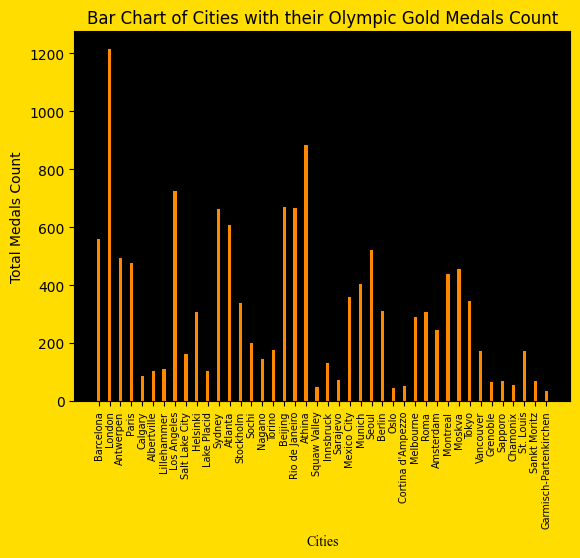 Bar Chart of Cities with their Olympic Gold Medals Count
Total Medals Count
1200
1000
800
600
400
200
0
Barcelona
London
Antwerpen
Paris
Calgary
Albertville
Lillehammer
Los Angeles
Salt Lake City
Helsinki
Lake Placid
Sydney
Atlanta
Stockholm
Sochi
Nagano
Torino
Beijing
Rio de Janeiro
Athina
Squaw Valley
Innsbruck
Sarajevo
Mexico City
Munich
Seoul
Berlin
Oslo
Cortina d'Ampezzo
Melbourne
Roma
Amsterdam
Montreal
Moskva
Tokyo
Vancouver
Grenoble
Sapporo
Chamonix
St. Louis
Sankt Moritz
Garmisch-Partenkirchen
Cities